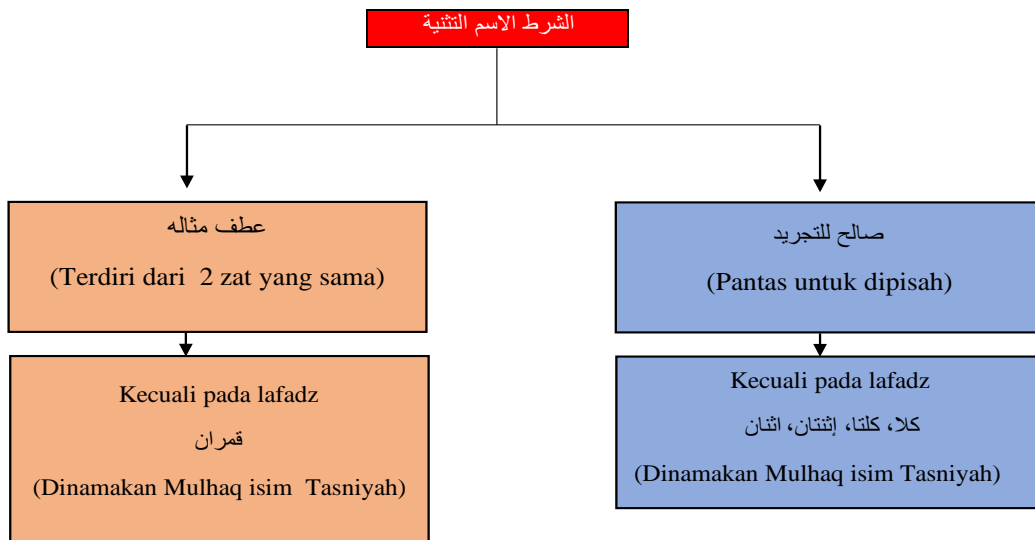 الشرط الاسم التثنية
صالح للتجريد
(Pantas untuk dipisah)
Kecuali pada lafadz
كلا، كلتا، إثنتان، اثنان
(Dinamakan Mulhaq isim Tasniyah)
عطف مثاله
(Terdiri dari 2 zat yang sama)
Kecuali pada lafadz
قمران
(Dinamakan Mulhaq isim Tasniyah)